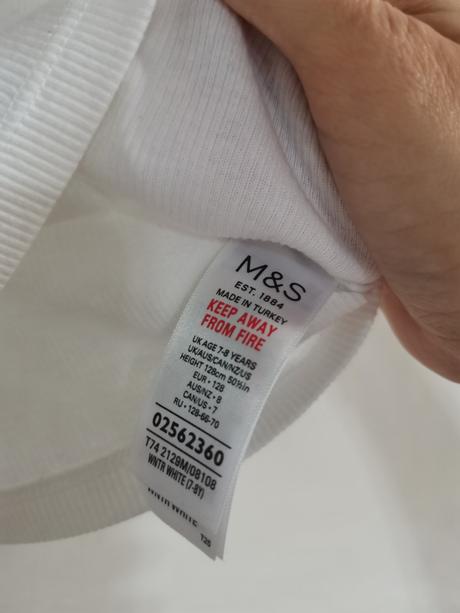 M&S
EST. 1884
MADE IN TURKEY
KEEP AWAY
FROM FIRE
UK AGE 7-8 YEARS
UK/AUS/CAN/NZ/US
HEIGHT 128cm 50½in
EUR • 128
AUS/NZ • 8
CAN/US • 7
RU • 128-66-70
02562360
T74 2129M/08108
WNTR WHITE (7-8Y)